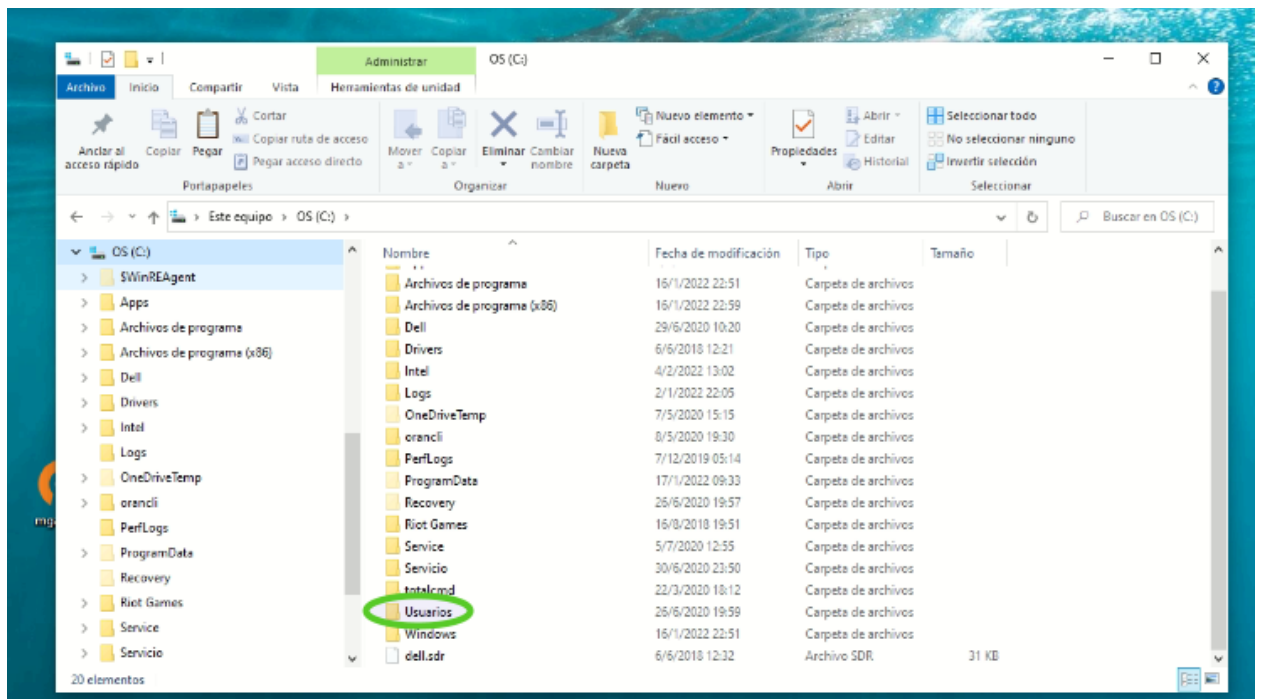 Administrar
OS (C:)
Archivo Inicio Compartir Vista Herramientas de unidad
Anclar al acceso rápido
Copiar
Pegar
Cortar
Copiar ruta de acceso
Pegar acceso directo
Portapapeles
Mover a
Copiar a
Eliminar
Cambiar nombre
Organizar
Nueva carpeta
Nuevo elemento
Fácil acceso
Nuevo
Propiedades
Abrir
Editar
Historial
Abrir
Seleccionar todo
No seleccionar ninguno
Invertir selección
Seleccionar
Este equipo > OS (C:) >
Buscar en OS (C:)
OS (C:)
$WinREAgent
Apps
Archivos de programa
Archivos de programa (x86)
Dell
Drivers
Intel
Logs
OneDriveTemp
orancli
PerfLogs
ProgramData
Recovery
Riot Games
Service
Servicio
Nombre Fecha de modificación Tipo Tamaño
Archivos de programa 16/1/2022 22:51 Carpeta de archivos
Archivos de programa (x86) 16/1/2022 22:59 Carpeta de archivos
Dell 29/6/2020 10:20 Carpeta de archivos
Drivers 6/6/2018 12:21 Carpeta de archivos
Intel 4/2/2022 13:02 Carpeta de archivos
Logs 2/1/2022 22:05 Carpeta de archivos
OneDriveTemp 7/5/2020 15:15 Carpeta de archivos
orancli 8/5/2020 19:30 Carpeta de archivos
PerfLogs 7/12/2019 05:14 Carpeta de archivos
ProgramData 17/1/2022 09:33 Carpeta de archivos
Recovery 26/6/2020 19:57 Carpeta de archivos
Riot Games 16/8/2018 19:51 Carpeta de archivos
Service 5/7/2020 12:55 Carpeta de archivos
Servicio 30/6/2020 23:50 Carpeta de archivos
totalcmd 22/3/2020 18:12 Carpeta de archivos
Usuarios 26/6/2020 19:59 Carpeta de archivos
Windows 16/1/2022 22:51 Carpeta de archivos
dell.sdr 6/6/2018 12:32 Archivo SDR 31 KB
20 elementos